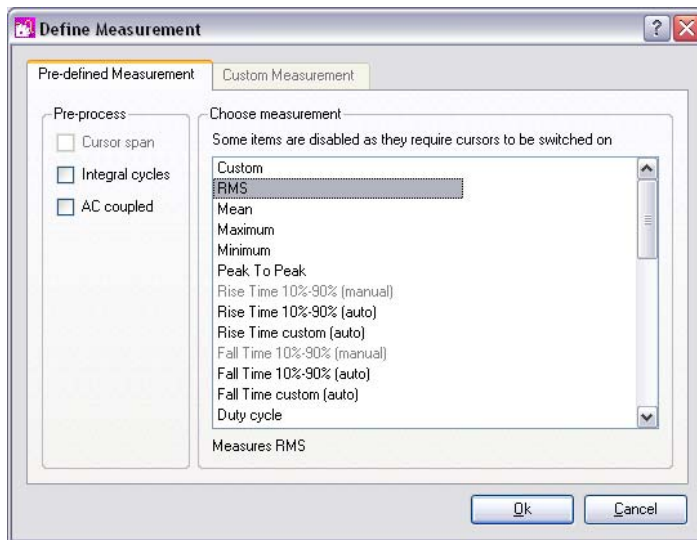 Define Measurement
Pre-defined Measurement
Custom Measurement
Pre-process
Cursor span
Integral cycles
AC coupled
Choose measurement
Some items are disabled as they require cursors to be switched on
Custom
RMS
Mean
Maximum
Minimum
Peak To Peak
Rise Time 10%-90% (manual)
Rise Time 10%-90% (auto)
Rise Time custom (auto)
Fall Time 10%-90% (manual)
Fall Time 10%-90% (auto)
Fall Time custom (auto)
Duty cycle
Measures RMS
Ok
Cancel